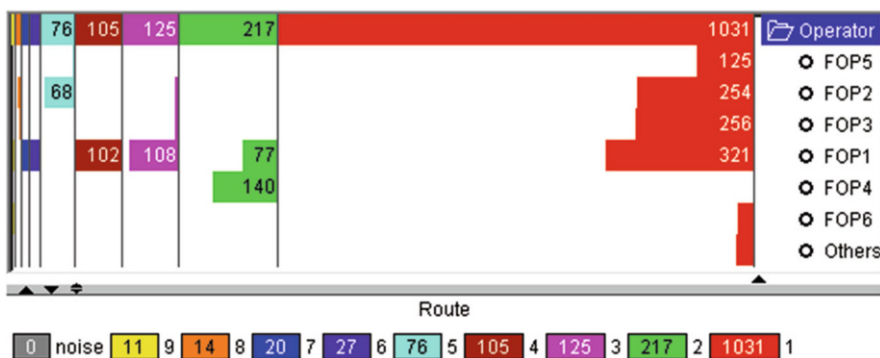 76 105 125 217 1031 Operator
125 FOP5
68 254 FOP2
256 FOP3
102 108 77 321 FOP1
140 FOP4
FOP6
Others
Route
0 noise 11 9 14 8 20 7 27 6 76 5 105 4 125 3 217 2 1031 1